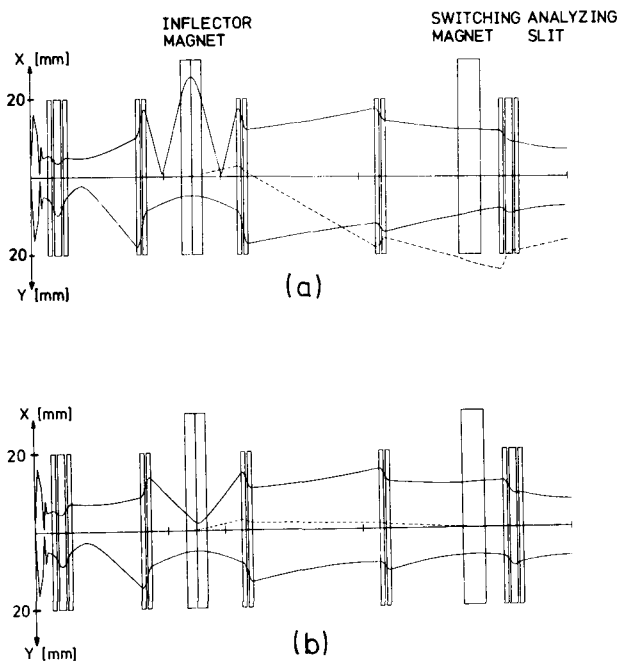 INFLECTOR
MAGNET
SWITCHING ANALYZING
MAGNET SLIT
X [mm]
20
20
Y [mm]
(a)
X [mm]
20
20
Y [mm]
(b)